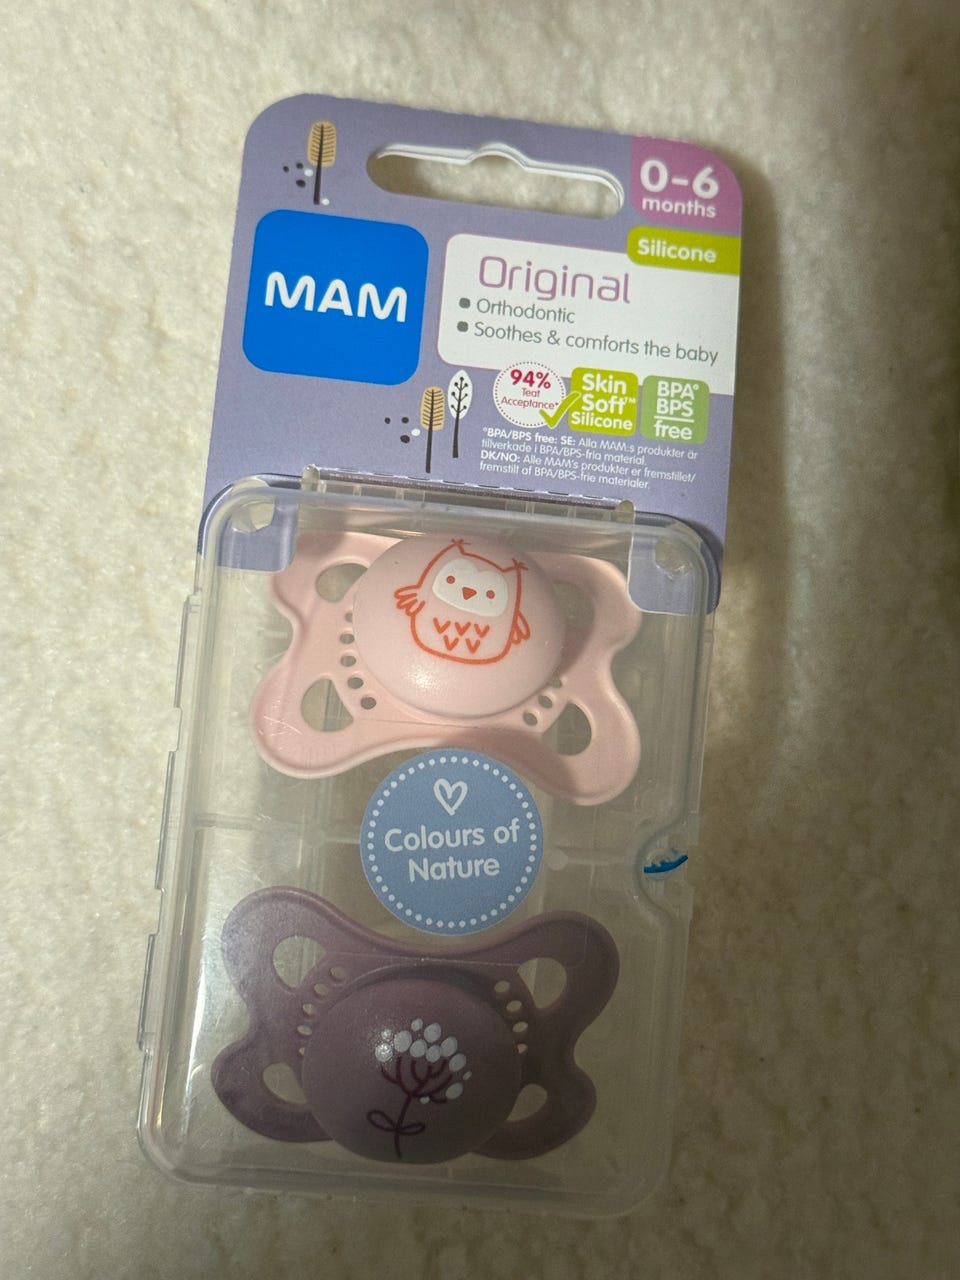 0-6
months
Silicone
MAM
Original
• Orthodontic
• Soothes & comforts the baby
94%
Teat
Acceptance*
Skin
Soft™
Silicone
BPA°
BPS
free
°BPA/BPS free: SE: Alla MAM:s produkter är
tillverkade i BPA/BPS-fria material.
DK/NO: Alle MAM's produkter er fremstillet/
fremstilt af BPA/BPS-frie materialer.
Colours of
Nature